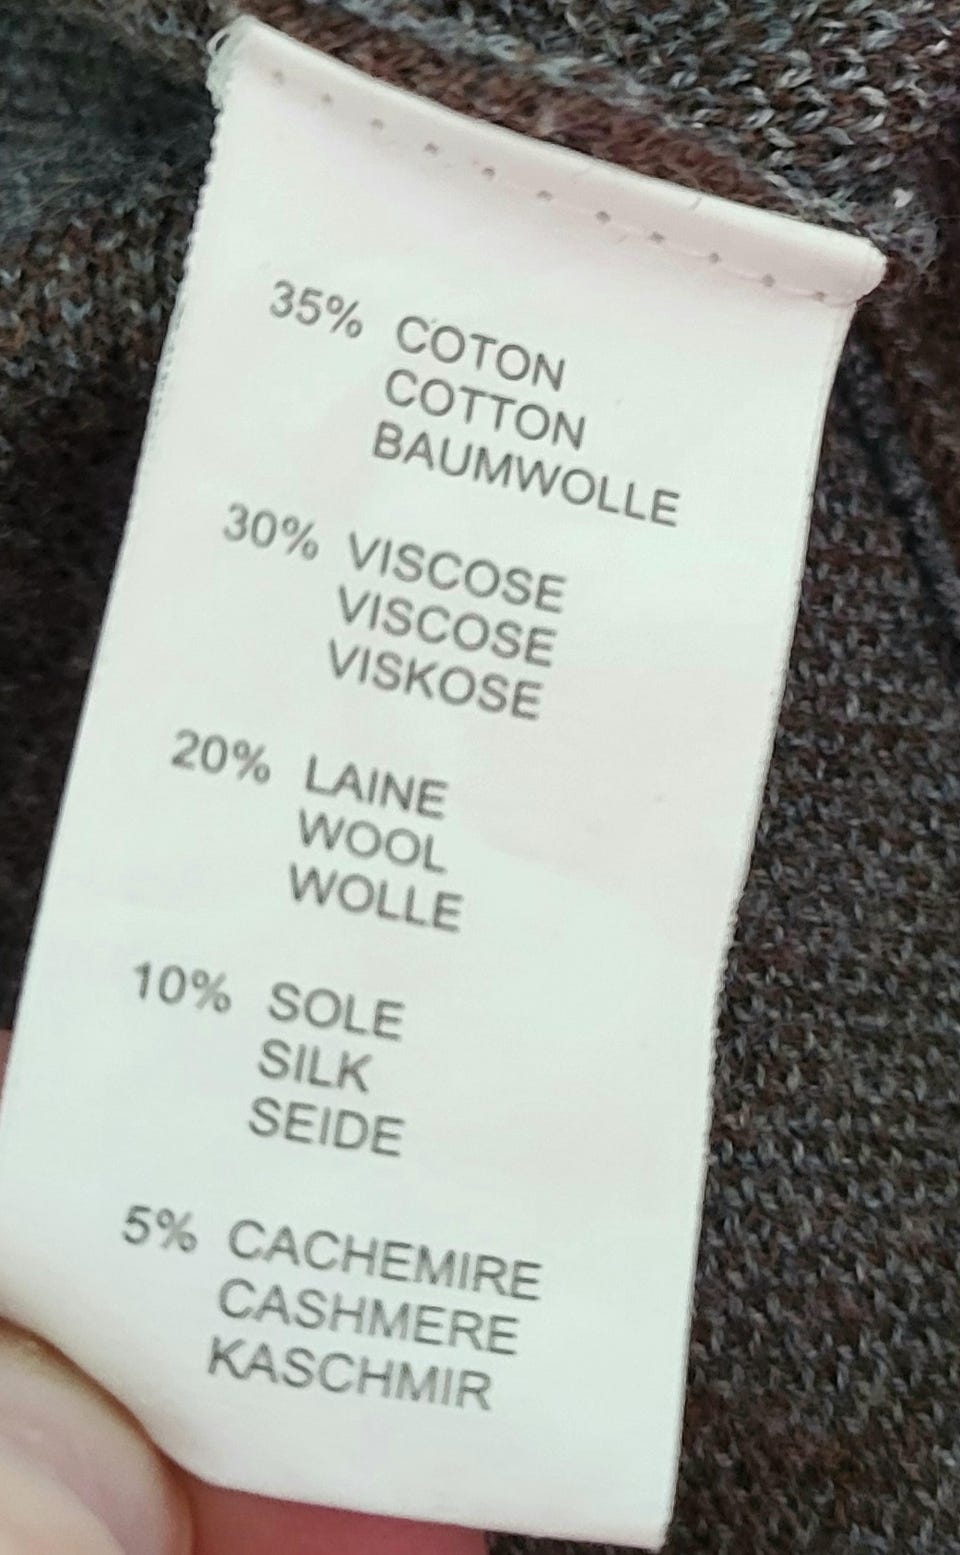 35% COTON
COTTON
BAUMWOLLE
30% VISCOSE
VISCOSE
VISKOSE
20% LAINE
WOOL
WOLLE
10% SOLE
SILK
SEIDE
5% CACHEMIRE
CASHMERE
KASCHMIR